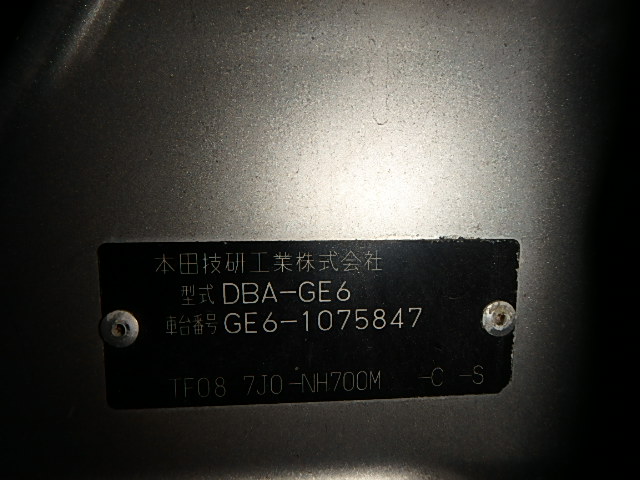 本田技研工業株式会社
型式 DBA-GE6
車台番号 GE6-1075847
TF08 7J0-NH700M -C -S